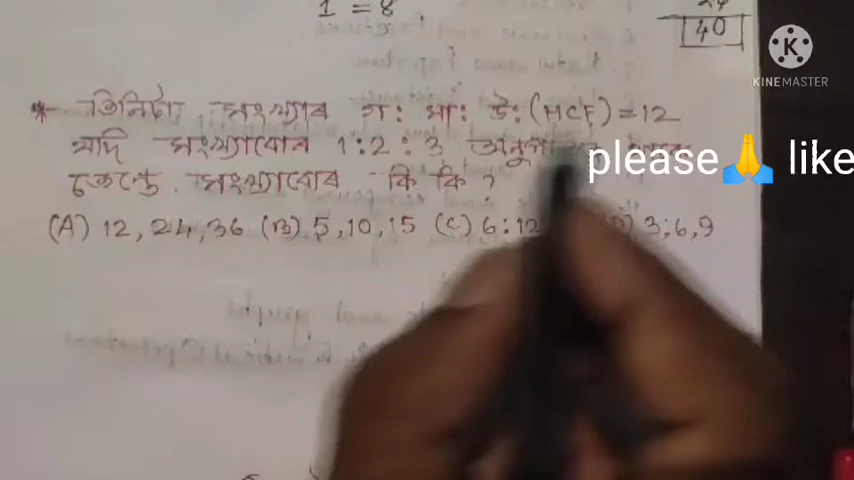 1 = 8
40
* তিনিটা সংখ্যাৰ গ: সা: উ: (HCF) = 12
যদি সংখ্যাবোৰ 1:2:3
সংখ্যাবোৰ কি কি ?
(A) 12, 24, 36 (B) 5, 10, 15 (C) 6:12 3;6,9
KINEMASTER
please🙏 like